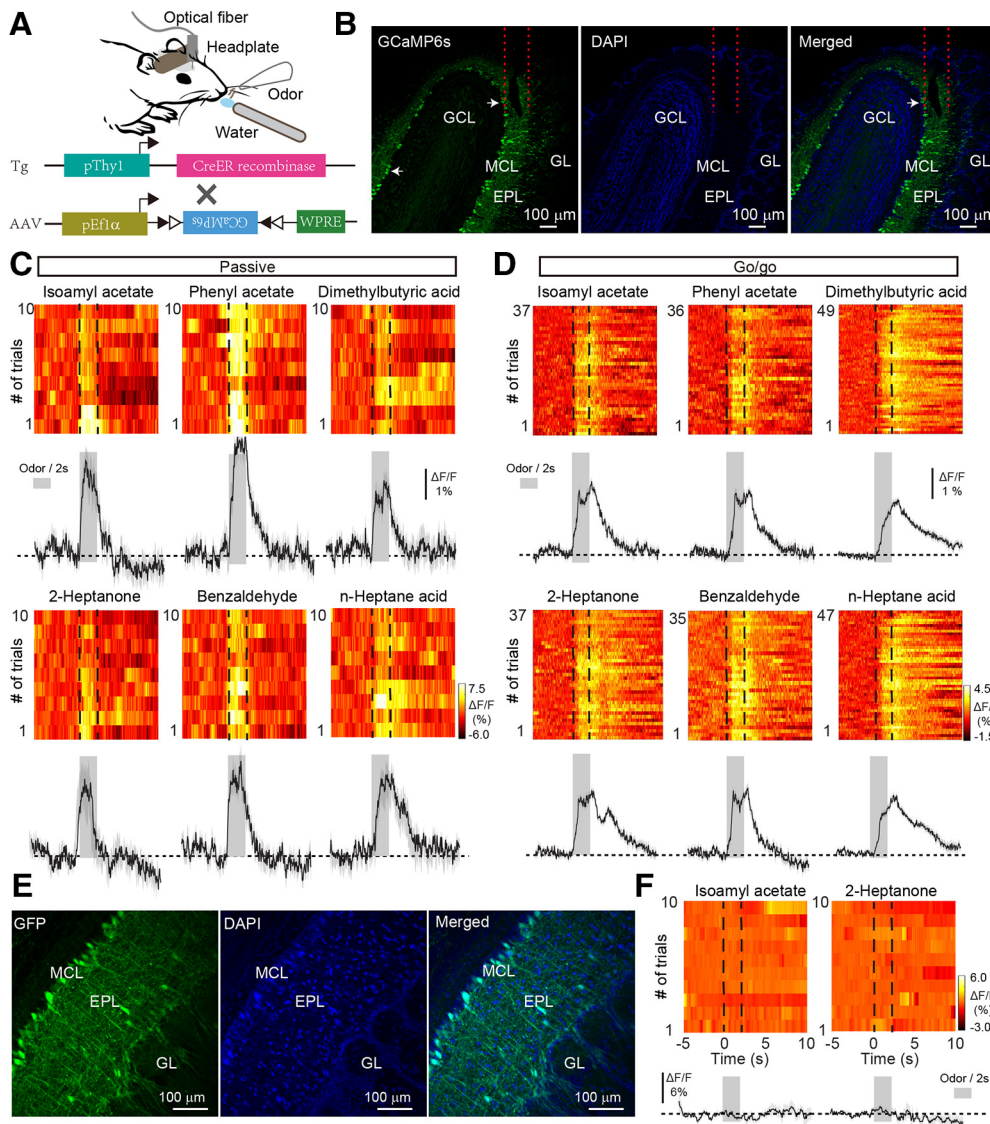 A
Optical fiber
Headplate
Odor
Water
Tg
pThy1
CreER recombinase
AAV
pEf1α
GCaMP6s
WPRE
B
GCaMP6s
DAPI
Merged
GCL
MCL
EPL
GL
100 μm
GCL
MCL
EPL
GL
100 μm
GCL
MCL
EPL
GL
100 μm
C
Passive
Isoamyl acetate
Phenyl acetate
Dimethylbutyric acid
# of trials
10
1
10
1
10
1
Odor / 2s
ΔF/F
1%
2-Heptanone
Benzaldehyde
n-Heptane acid
# of trials
10
1
10
1
10
1
7.5
ΔF/F
(%)
-6.0
D
Go/go
Isoamyl acetate
Phenyl acetate
Dimethylbutyric acid
# of trials
37
1
36
1
49
1
Odor / 2s
ΔF/F
1 %
2-Heptanone
Benzaldehyde
n-Heptane acid
# of trials
37
1
35
1
47
1
4.5
ΔF/F
(%)
-1.5
E
GFP
DAPI
Merged
MCL
EPL
GL
100 μm
MCL
EPL
GL
100 μm
MCL
EPL
GL
100 μm
F
Isoamyl acetate
2-Heptanone
# of trials
10
1
10
1
6.0
ΔF/F
(%)
-3.0
-5 0 5 10
Time (s)
-5 0 5 10
Time (s)
ΔF/F
6%
Odor / 2s